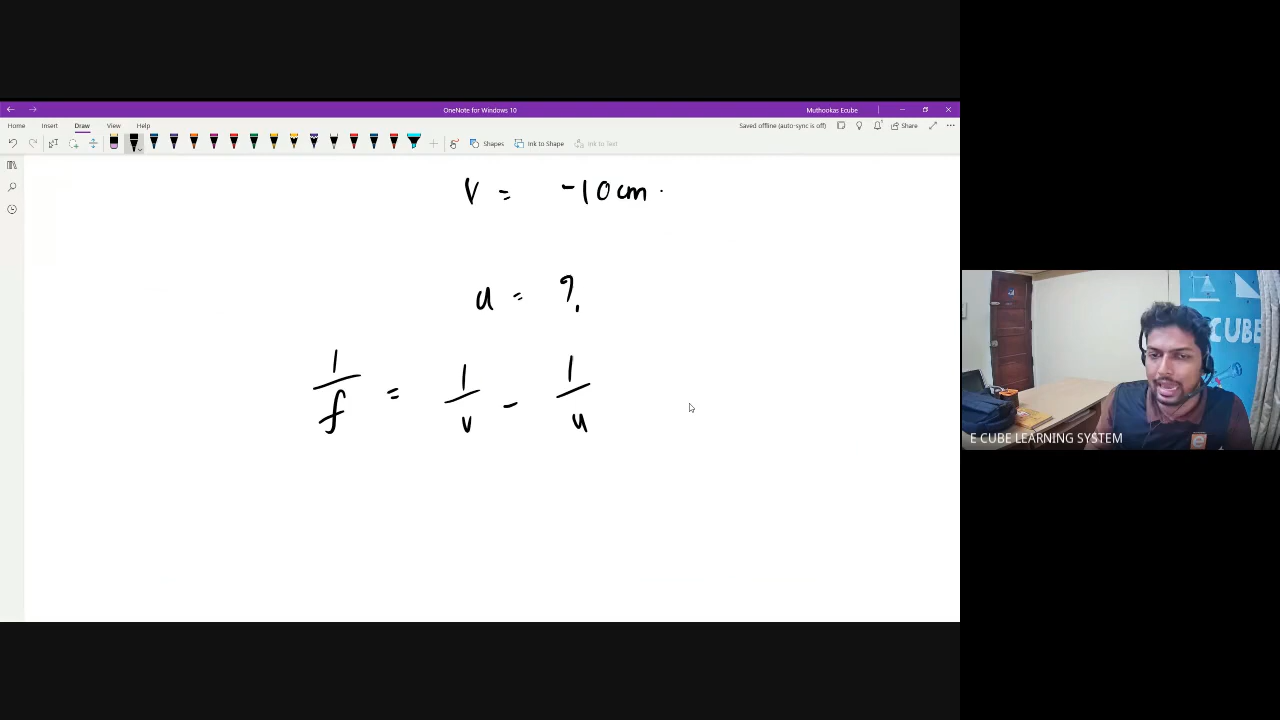 OneNote for Windows 10
Muthookas Ecube
Home Insert Draw View Help
Saved offline (auto-sync is off) Share
Shapes Ink to Shape Ink to Text
v = -10cm.
u = ?
1/f = 1/v - 1/u
CUBE
E CUBE LEARNING SYSTEM